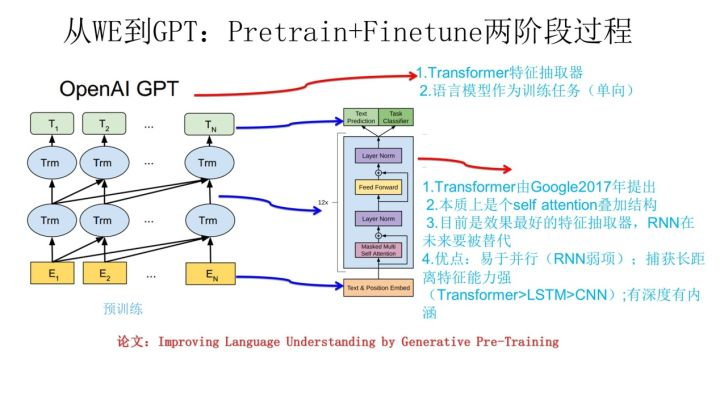 从WE到GPT：Pretrain+Finetune两阶段过程
OpenAI GPT
1.Transformer特征抽取器
2.语言模型作为训练任务（单向）
T1 T2 ... TN
Trm Trm ... Trm
Trm Trm ... Trm
E1 E2 ... EN
预训练
Text Prediction
Task Classifier
Layer Norm
Feed Forward
12x
Layer Norm
Masked Multi
Self Attention
Text & Position Embed
1.Transformer由Google2017年提出
2.本质上是个self attention叠加结构
3.目前是效果最好的特征抽取器，RNN在
未来要被替代
4.优点：易于并行（RNN弱项）；捕获长距
离特征能力强
（Transformer>LSTM>CNN）;有深度有内
涵
论文：Improving Language Understanding by Generative Pre-Training